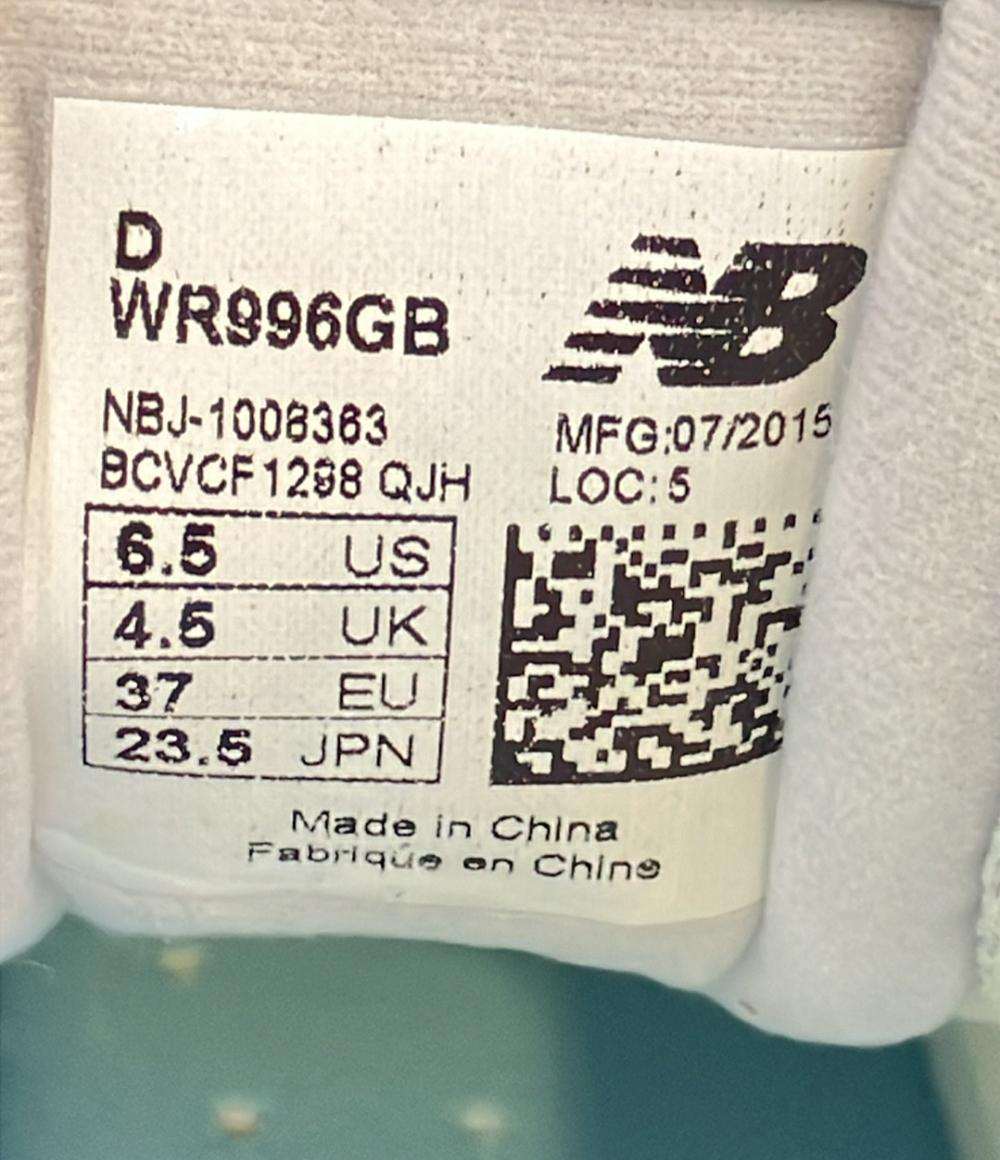 D
WR996GB
NB
NBJ-1008363
BCVCF1298 QJH
MFG:07/2015
LOC:5
6.5 US
4.5 UK
37 EU
23.5 JPN
Made in China
Fabriqué en Chine